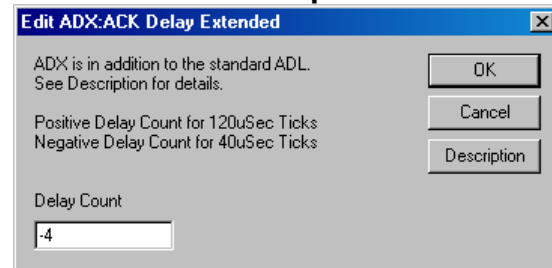 Edit ADX:ACK Delay Extended
ADX is in addition to the standard ADL.
See Description for details.
Positive Delay Count for 120uSec Ticks
Negative Delay Count for 40uSec Ticks
Delay Count
-4
OK
Cancel
Description